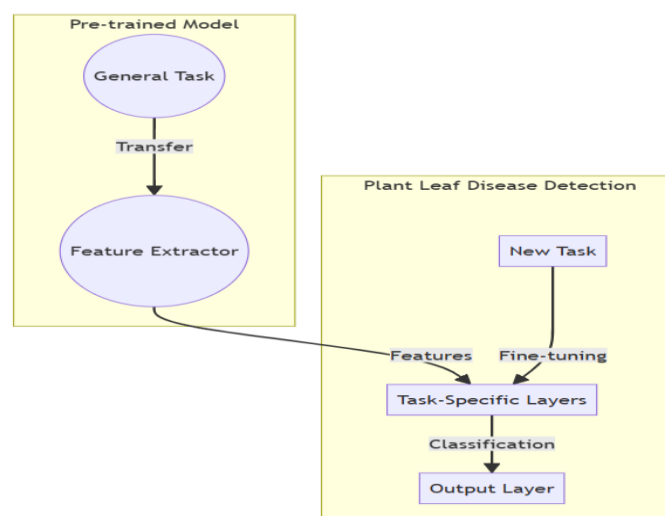 Pre-trained Model
General Task
Transfer
Feature Extractor
Plant Leaf Disease Detection
New Task
Features
Fine-tuning
Task-Specific Layers
Classification
Output Layer